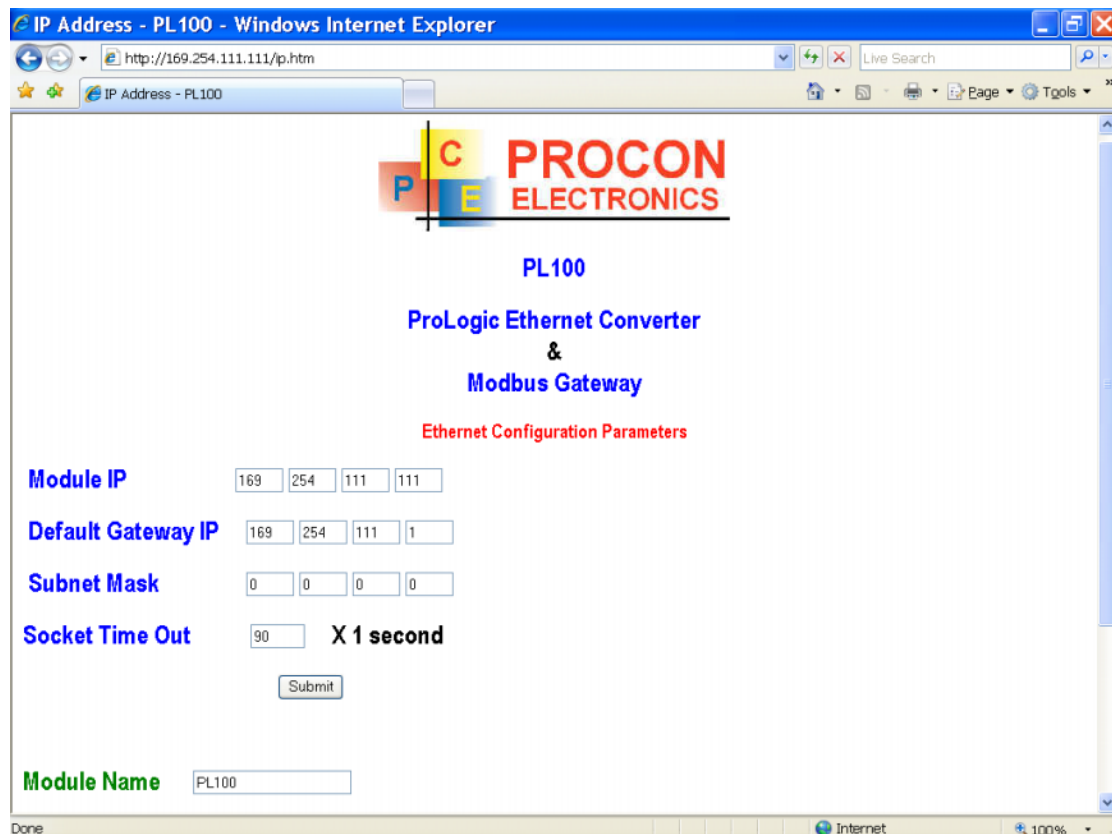 IP Address - PL100 - Windows Internet Explorer
http://169.254.111.111/ip.htm
Live Search
IP Address - PL100
Page
Tools
»
P C E
PROCON
ELECTRONICS
PL100
ProLogic Ethernet Converter
&
Modbus Gateway
Ethernet Configuration Parameters
Module IP 169 254 111 111
Default Gateway IP 169 254 111 1
Subnet Mask 0 0 0 0
Socket Time Out 90 X 1 second
Submit
Module Name PL100
Done
Internet
100%